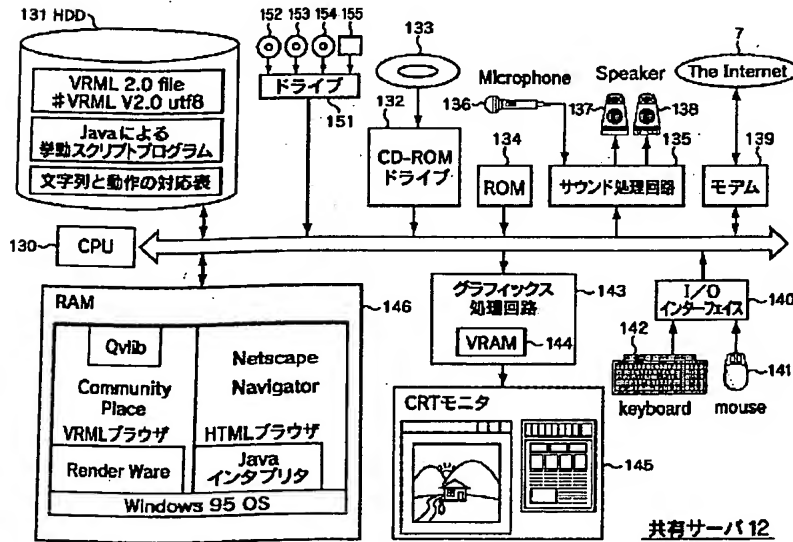 131 HDD
VRML 2.0 file
#VRML V2.0 utf8
Javaによる
挙動スクリプトプログラム
文字列と動作の対応表
152 153 154 155
ドライブ
151
133
132
CD-ROM
ドライブ
Microphone
136
Speaker
137
138
134
ROM
135
サウンド処理回路
7
The Internet
139
モデム
130
CPU
RAM
146
Qvlib
Community
Place
VRMLブラウザ
Render Ware
Netscape
Navigator
HTMLブラウザ
Java
インタプリタ
Windows 95 OS
グラフィックス
処理回路
143
VRAM
144
CRTモニタ
145
I/O
インターフェイス
140
142
141
keyboard
mouse
共有サーバ 12